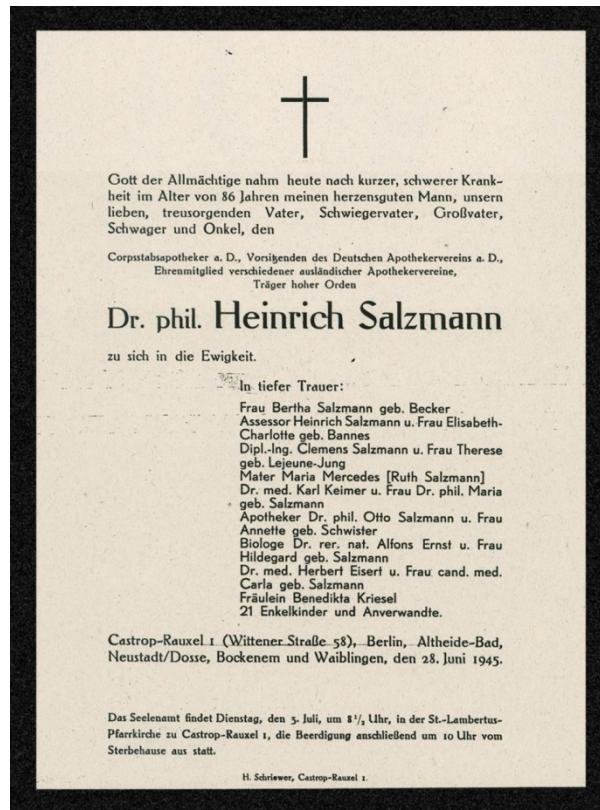 Gott der Allmächtige nahm heute nach kurzer, schwerer Krank-
heit im Alter von 86 Jahren meinen herzensguten Mann, unsern
lieben, treusorgenden Vater, Schwiegervater, Großvater,
Schwager und Onkel, den
Corpsstabsapotheker a. D., Vorsitzenden des Deutschen Apothekervereins a. D.,
Ehrenmitglied verschiedener ausländischer Apothekervereine,
Träger hoher Orden
Dr. phil. Heinrich Salzmann
zu sich in die Ewigkeit.
In tiefer Trauer:
Frau Bertha Salzmann geb. Becker
Assessor Heinrich Salzmann u. Frau Elisabeth-
Charlotte geb. Bannes
Dipl.-Ing. Clemens Salzmann u. Frau Therese
geb. Lejeune-Jung
Mater Maria Mercedes [Ruth Salzmann]
Dr. med. Karl Keimer u. Frau Dr. phil. Maria
geb. Salzmann
Apotheker Dr. phil. Otto Salzmann u. Frau
Annette geb. Schwister
Biologe Dr. rer. nat. Alfons Ernst u. Frau
Hildegard geb. Salzmann
Dr. med. Herbert Eisert u. Frau cand. med.
Carla geb. Salzmann
Fräulein Benedikta Kriesel
21 Enkelkinder und Anverwandte.
Castrop-Rauxel 1 (Wittener Straße 58), Berlin, Altheide-Bad,
Neustadt/Dosse, Bockenem und Waiblingen, den 28. Juni 1945.
Das Seelenamt findet Dienstag, den 3. Juli, um 8 1/2 Uhr, in der St.-Lambertus-
Pfarrkirche zu Castrop-Rauxel 1, die Beerdigung anschließend um 10 Uhr vom
Sterbehause aus statt.
H. Schriewer, Castrop-Rauxel 1.